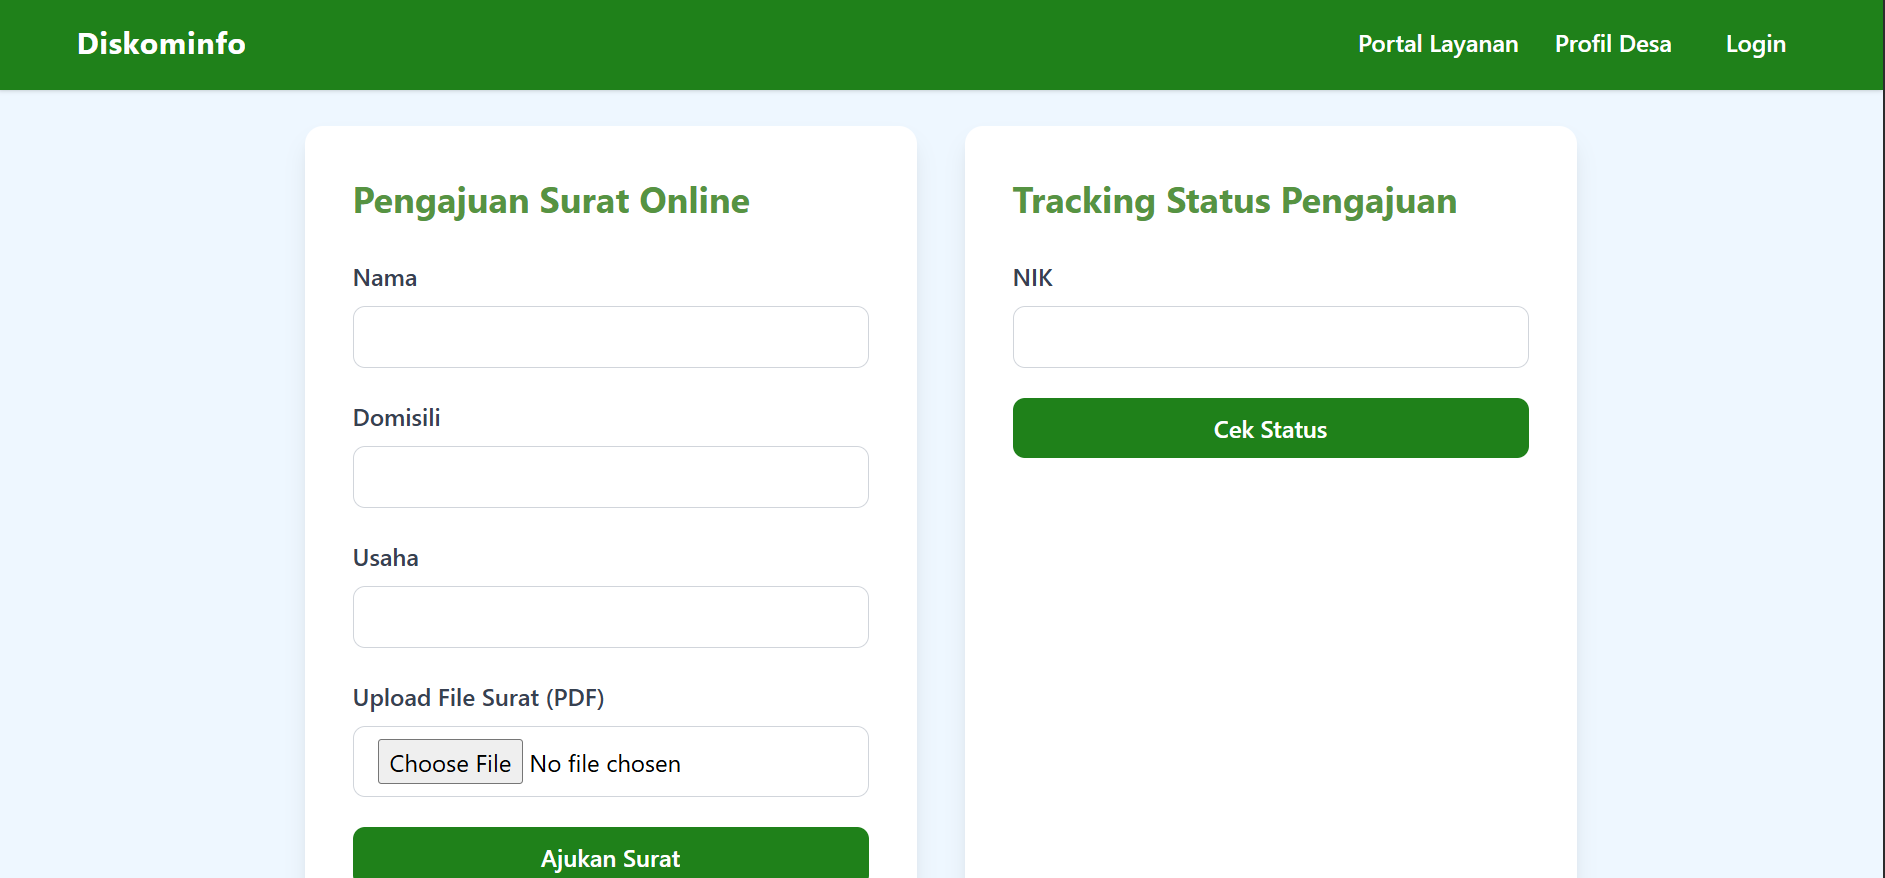 Diskominfo
Portal Layanan
Profil Desa
Login
Pengajuan Surat Online
Nama
Domisili
Usaha
Upload File Surat (PDF)
Choose File No file chosen
Ajukan Surat
Tracking Status Pengajuan
NIK
Cek Status